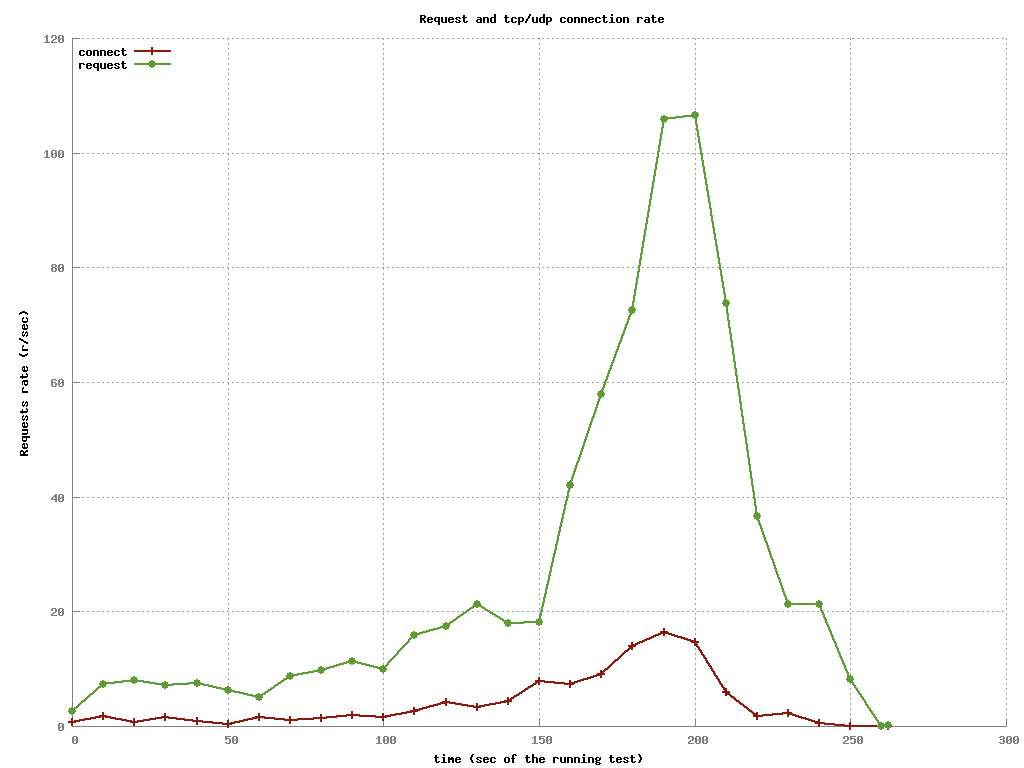 Request and tcp/udp connection rate
120
connect
request
100
80
60
40
20
0
Requests rate (r/sec)
0 50 100 150 200 250 300
time (sec of the running test)